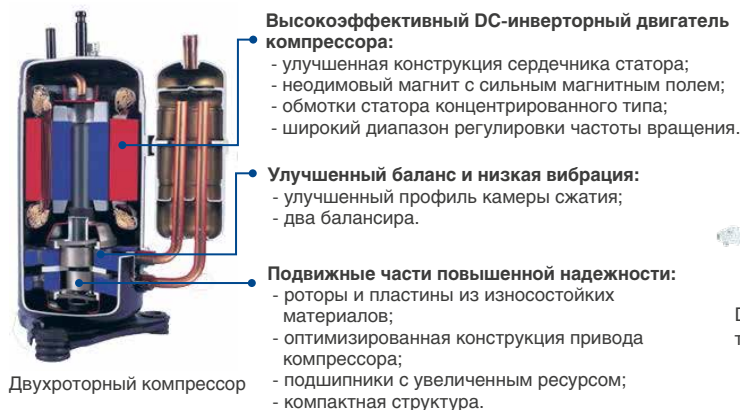 Высокоэффективный DC-инверторный двигатель
компрессора:
- улучшенная конструкция сердечника статора;
- неодимовый магнит с сильным магнитным полем;
- обмотки статора концентрированного типа;
- широкий диапазон регулировки частоты вращения.
Улучшенный баланс и низкая вибрация:
- улучшенный профиль камеры сжатия;
- два балансира.
Подвижные части повышенной надежности:
- роторы и пластины из износостойких
материалов;
- оптимизированная конструкция привода
компрессора;
- подшипники с увеличенным ресурсом;
- компактная структура.
Двухроторный компрессор